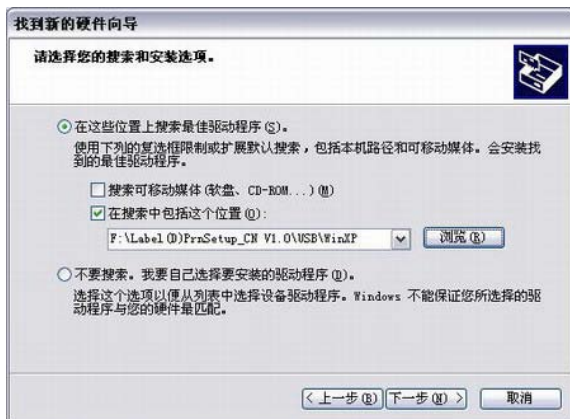 找到新的硬件向导
请选择您的搜索和安装选项。
在这些位置上搜索最佳驱动程序(S)。
使用下列的复选框限制或扩展默认搜索，包括本机路径和可移动媒体。会安装找
到的最佳驱动程序。
搜索可移动媒体(软盘、CD-ROM...)(M)
在搜索中包括这个位置(O):
F:\Label(D)PrnSetup_CN V1.0\USB\WinXP
浏览(R)
不要搜索。我要自己选择要安装的驱动程序(D)。
选择这个选项以便从列表中选择设备驱动程序。Windows 不能保证您所选择的驱
动程序与您的硬件最匹配。
< 上一步(B) 下一步(N) > 取消